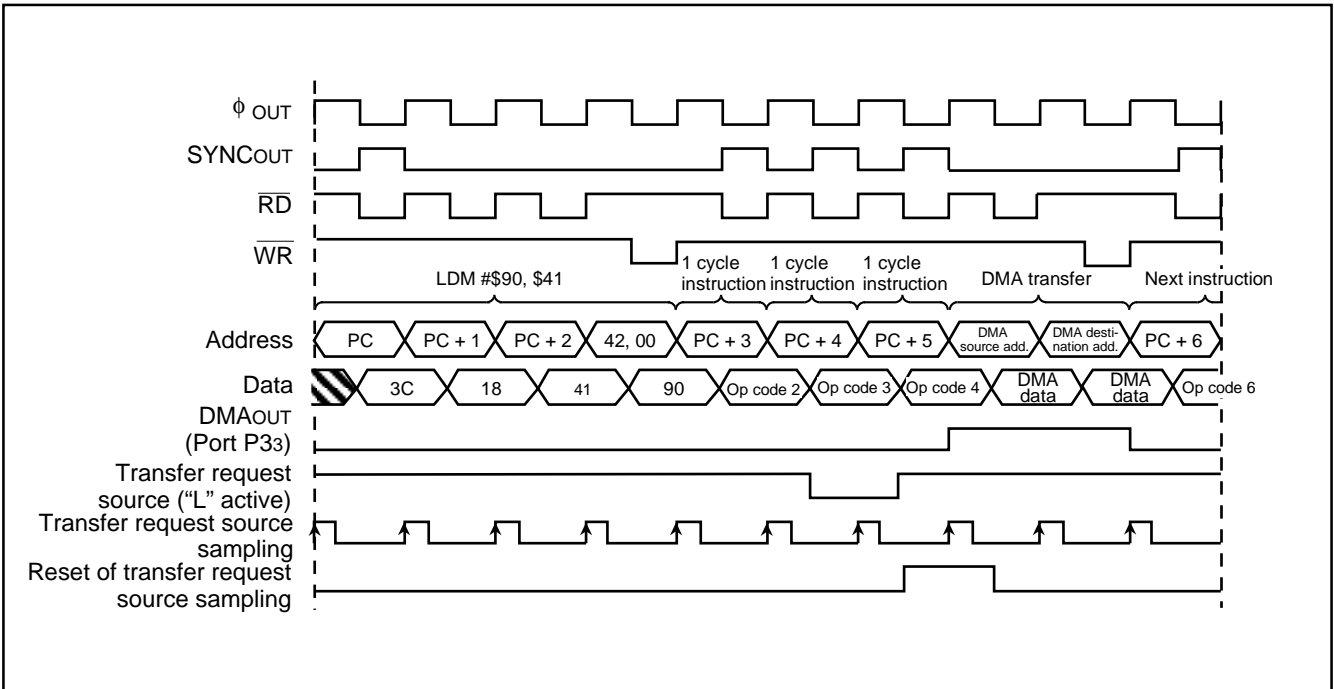 ϕ OUT
SYNCOUT
RD
WR
LDM #$90, $41
1 cycle instruction
1 cycle instruction
1 cycle instruction
DMA transfer
Next instruction
Address
PC
PC + 1
PC + 2
42, 00
PC + 3
PC + 4
PC + 5
DMA source add.
DMA desti-
nation add.
PC + 6
Data
3C
18
41
90
Op code 2
Op code 3
Op code 4
DMA data
DMA data
Op code 6
DMAOUT
(Port P33)
Transfer request
source (“L” active)
Transfer request source
sampling
Reset of transfer request
source sampling